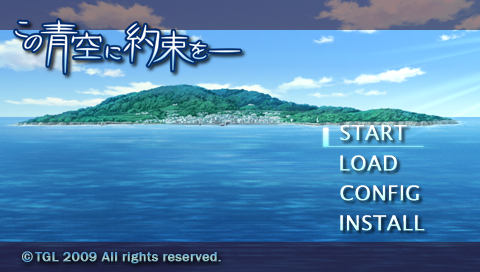 この青空に約束を―
START
LOAD
CONFIG
INSTALL
©TGL 2009 All rights reserved.